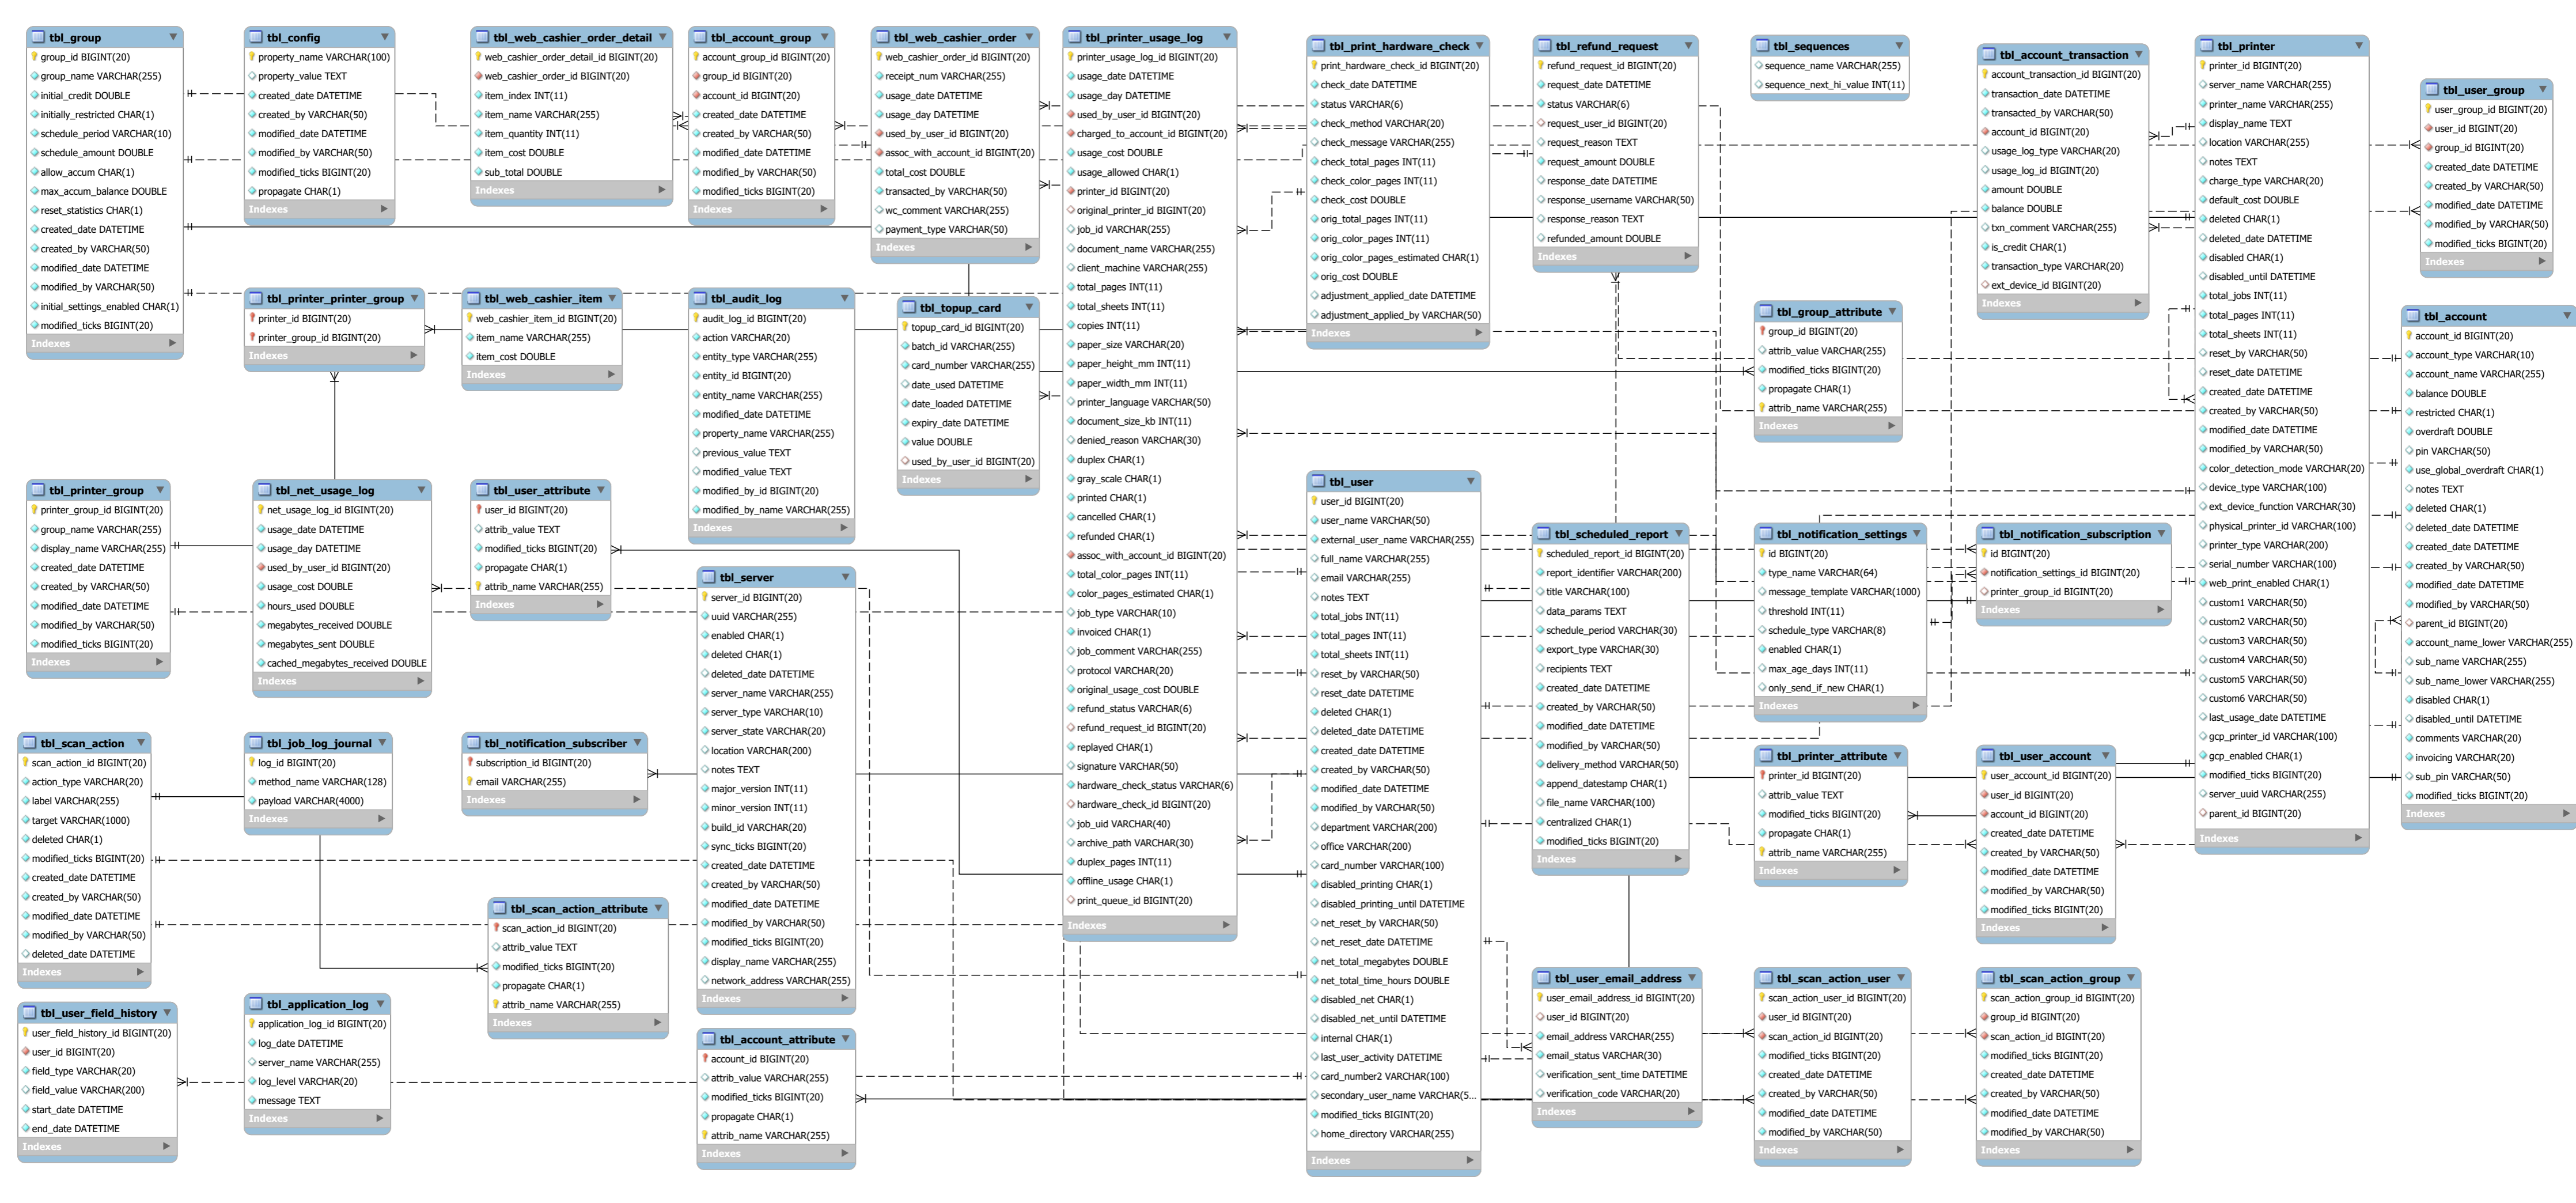 tbl_group
group_id BIGINT(20)
group_name VARCHAR(255)
initial_credit DOUBLE
initially_restricted CHAR(1)
schedule_period VARCHAR(10)
schedule_amount DOUBLE
allow_accum CHAR(1)
max_accum_balance DOUBLE
reset_statistics CHAR(1)
created_date DATETIME
created_by VARCHAR(50)
modified_date DATETIME
modified_by VARCHAR(50)
initial_settings_enabled CHAR(1)
modified_ticks BIGINT(20)
Indexes
tbl_config
property_name VARCHAR(100)
property_value TEXT
created_date DATETIME
created_by VARCHAR(50)
modified_date DATETIME
modified_by VARCHAR(50)
modified_ticks BIGINT(20)
propagate CHAR(1)
Indexes
tbl_web_cashier_order_detail
web_cashier_order_detail_id BIGINT(20)
web_cashier_order_id BIGINT(20)
item_index INT(11)
item_name VARCHAR(255)
item_quantity INT(11)
item_cost DOUBLE
sub_total DOUBLE
Indexes
tbl_account_group
account_group_id BIGINT(20)
group_id BIGINT(20)
account_id BIGINT(20)
created_date DATETIME
created_by VARCHAR(50)
modified_date DATETIME
modified_by VARCHAR(50)
modified_ticks BIGINT(20)
Indexes
tbl_web_cashier_order
web_cashier_order_id BIGINT(20)
receipt_num VARCHAR(255)
usage_date DATETIME
usage_day DATETIME
used_by_user_id BIGINT(20)
assoc_with_account_id BIGINT(20)
total_cost DOUBLE
transacted_by VARCHAR(50)
wc_comment VARCHAR(255)
payment_type VARCHAR(50)
Indexes
tbl_printer_usage_log
printer_usage_log_id BIGINT(20)
usage_date DATETIME
usage_day DATETIME
used_by_user_id BIGINT(20)
charged_to_account_id BIGINT(20)
usage_cost DOUBLE
usage_allowed CHAR(1)
printer_id BIGINT(20)
original_printer_id BIGINT(20)
job_id VARCHAR(255)
document_name VARCHAR(255)
client_machine VARCHAR(255)
total_pages INT(11)
total_sheets INT(11)
copies INT(11)
paper_size VARCHAR(20)
paper_height_mm INT(11)
paper_width_mm INT(11)
printer_language VARCHAR(50)
document_size_kb INT(11)
denied_reason VARCHAR(30)
duplex CHAR(1)
gray_scale CHAR(1)
printed CHAR(1)
cancelled CHAR(1)
refunded CHAR(1)
assoc_with_account_id BIGINT(20)
total_color_pages INT(11)
color_pages_estimated CHAR(1)
job_type VARCHAR(10)
invoiced CHAR(1)
job_comment VARCHAR(255)
protocol VARCHAR(20)
original_usage_cost DOUBLE
refund_status VARCHAR(6)
refund_request_id BIGINT(20)
replayed CHAR(1)
signature VARCHAR(50)
hardware_check_status VARCHAR(6)
hardware_check_id BIGINT(20)
job_uid VARCHAR(40)
archive_path VARCHAR(30)
duplex_pages INT(11)
offline_usage CHAR(1)
print_queue_id BIGINT(20)
Indexes
tbl_print_hardware_check
print_hardware_check_id BIGINT(20)
check_date DATETIME
status VARCHAR(6)
check_method VARCHAR(20)
check_message VARCHAR(255)
check_total_pages INT(11)
check_color_pages INT(11)
check_cost DOUBLE
orig_total_pages INT(11)
orig_color_pages INT(11)
orig_color_pages_estimated CHAR(1)
orig_cost DOUBLE
adjustment_applied_date DATETIME
adjustment_applied_by VARCHAR(50)
Indexes
tbl_refund_request
refund_request_id BIGINT(20)
request_date DATETIME
status VARCHAR(6)
request_user_id BIGINT(20)
request_reason TEXT
request_amount DOUBLE
response_date DATETIME
response_username VARCHAR(50)
response_reason TEXT
refunded_amount DOUBLE
Indexes
tbl_sequences
sequence_name VARCHAR(255)
sequence_next_hi_value INT(11)
tbl_account_transaction
account_transaction_id BIGINT(20)
transaction_date DATETIME
transacted_by VARCHAR(50)
account_id BIGINT(20)
usage_log_type VARCHAR(20)
usage_log_id BIGINT(20)
amount DOUBLE
balance DOUBLE
txn_comment VARCHAR(255)
is_credit CHAR(1)
transaction_type VARCHAR(20)
ext_device_id BIGINT(20)
Indexes
tbl_printer
printer_id BIGINT(20)
server_name VARCHAR(255)
printer_name VARCHAR(255)
display_name TEXT
location VARCHAR(255)
notes TEXT
charge_type VARCHAR(20)
default_cost DOUBLE
deleted CHAR(1)
deleted_date DATETIME
disabled CHAR(1)
disabled_until DATETIME
total_jobs INT(11)
total_pages INT(11)
total_sheets INT(11)
reset_by VARCHAR(50)
reset_date DATETIME
created_date DATETIME
created_by VARCHAR(50)
modified_date DATETIME
modified_by VARCHAR(50)
color_detection_mode VARCHAR(20)
device_type VARCHAR(100)
ext_device_function VARCHAR(30)
physical_printer_id VARCHAR(100)
printer_type VARCHAR(200)
serial_number VARCHAR(100)
web_print_enabled CHAR(1)
custom1 VARCHAR(50)
custom2 VARCHAR(50)
custom3 VARCHAR(50)
custom4 VARCHAR(50)
custom5 VARCHAR(50)
custom6 VARCHAR(50)
last_usage_date DATETIME
gcp_printer_id VARCHAR(100)
gcp_enabled CHAR(1)
modified_ticks BIGINT(20)
server_uuid VARCHAR(255)
parent_id BIGINT(20)
Indexes
tbl_user_group
user_group_id BIGINT(20)
user_id BIGINT(20)
group_id BIGINT(20)
created_date DATETIME
created_by VARCHAR(50)
modified_date DATETIME
modified_by VARCHAR(50)
modified_ticks BIGINT(20)
Indexes
tbl_printer_printer_group
printer_id BIGINT(20)
printer_group_id BIGINT(20)
Indexes
tbl_web_cashier_item
web_cashier_item_id BIGINT(20)
item_name VARCHAR(255)
item_cost DOUBLE
Indexes
tbl_audit_log
audit_log_id BIGINT(20)
action VARCHAR(20)
entity_type VARCHAR(255)
entity_id BIGINT(20)
entity_name VARCHAR(255)
modified_date DATETIME
property_name VARCHAR(255)
previous_value TEXT
modified_value TEXT
modified_by_id BIGINT(20)
modified_by_name VARCHAR(255)
Indexes
tbl_topup_card
topup_card_id BIGINT(20)
batch_id VARCHAR(255)
card_number VARCHAR(255)
date_used DATETIME
date_loaded DATETIME
expiry_date DATETIME
value DOUBLE
used_by_user_id BIGINT(20)
Indexes
tbl_group_attribute
group_id BIGINT(20)
attrib_value VARCHAR(255)
modified_ticks BIGINT(20)
propagate CHAR(1)
attrib_name VARCHAR(255)
Indexes
tbl_account
account_id BIGINT(20)
account_type VARCHAR(10)
account_name VARCHAR(255)
balance DOUBLE
restricted CHAR(1)
overdraft DOUBLE
pin VARCHAR(50)
use_global_overdraft CHAR(1)
notes TEXT
deleted CHAR(1)
deleted_date DATETIME
created_date DATETIME
created_by VARCHAR(50)
modified_date DATETIME
modified_by VARCHAR(50)
parent_id BIGINT(20)
account_name_lower VARCHAR(255)
sub_name VARCHAR(255)
sub_name_lower VARCHAR(255)
disabled CHAR(1)
disabled_until DATETIME
comments VARCHAR(20)
invoicing VARCHAR(20)
sub_pin VARCHAR(50)
modified_ticks BIGINT(20)
Indexes
tbl_printer_group
printer_group_id BIGINT(20)
group_name VARCHAR(255)
display_name VARCHAR(255)
created_date DATETIME
created_by VARCHAR(50)
modified_date DATETIME
modified_by VARCHAR(50)
modified_ticks BIGINT(20)
Indexes
tbl_net_usage_log
net_usage_log_id BIGINT(20)
usage_date DATETIME
usage_day DATETIME
used_by_user_id BIGINT(20)
usage_cost DOUBLE
hours_used DOUBLE
megabytes_received DOUBLE
megabytes_sent DOUBLE
cached_megabytes_received DOUBLE
Indexes
tbl_user_attribute
user_id BIGINT(20)
attrib_value TEXT
modified_ticks BIGINT(20)
propagate CHAR(1)
attrib_name VARCHAR(255)
Indexes
tbl_server
server_id BIGINT(20)
uuid VARCHAR(255)
enabled CHAR(1)
deleted CHAR(1)
deleted_date DATETIME
server_name VARCHAR(255)
server_type VARCHAR(10)
server_state VARCHAR(20)
location VARCHAR(200)
notes TEXT
major_version INT(11)
minor_version INT(11)
build_id VARCHAR(20)
sync_ticks BIGINT(20)
created_date DATETIME
created_by VARCHAR(50)
modified_date DATETIME
modified_by VARCHAR(50)
modified_ticks BIGINT(20)
display_name VARCHAR(255)
network_address VARCHAR(255)
Indexes
tbl_user
user_id BIGINT(20)
user_name VARCHAR(50)
external_user_name VARCHAR(255)
full_name VARCHAR(255)
email VARCHAR(255)
notes TEXT
total_jobs INT(11)
total_pages INT(11)
total_sheets INT(11)
reset_by VARCHAR(50)
reset_date DATETIME
deleted CHAR(1)
deleted_date DATETIME
created_date DATETIME
created_by VARCHAR(50)
modified_date DATETIME
modified_by VARCHAR(50)
department VARCHAR(200)
office VARCHAR(200)
card_number VARCHAR(100)
disabled_printing CHAR(1)
disabled_printing_until DATETIME
net_reset_by VARCHAR(50)
net_reset_date DATETIME
net_total_megabytes DOUBLE
net_total_time_hours DOUBLE
disabled_net CHAR(1)
disabled_net_until DATETIME
internal CHAR(1)
last_user_activity DATETIME
card_number2 VARCHAR(100)
secondary_user_name VARCHAR(5...
modified_ticks BIGINT(20)
home_directory VARCHAR(255)
Indexes
tbl_scheduled_report
scheduled_report_id BIGINT(20)
report_identifier VARCHAR(200)
title VARCHAR(100)
data_params TEXT
schedule_period VARCHAR(30)
export_type VARCHAR(30)
recipients TEXT
created_date DATETIME
created_by VARCHAR(50)
modified_date DATETIME
modified_by VARCHAR(50)
delivery_method VARCHAR(50)
append_datestamp CHAR(1)
file_name VARCHAR(100)
centralized CHAR(1)
modified_ticks BIGINT(20)
Indexes
tbl_notification_settings
id BIGINT(20)
type_name VARCHAR(64)
message_template VARCHAR(1000)
threshold INT(11)
schedule_type VARCHAR(8)
enabled CHAR(1)
max_age_days INT(11)
only_send_if_new CHAR(1)
Indexes
tbl_notification_subscription
id BIGINT(20)
notification_settings_id BIGINT(20)
printer_group_id BIGINT(20)
Indexes
tbl_scan_action
scan_action_id BIGINT(20)
action_type VARCHAR(20)
label VARCHAR(255)
target VARCHAR(1000)
deleted CHAR(1)
modified_ticks BIGINT(20)
created_date DATETIME
created_by VARCHAR(50)
modified_date DATETIME
modified_by VARCHAR(50)
deleted_date DATETIME
Indexes
tbl_job_log_journal
log_id BIGINT(20)
method_name VARCHAR(128)
payload VARCHAR(4000)
Indexes
tbl_notification_subscriber
subscription_id BIGINT(20)
email VARCHAR(255)
Indexes
tbl_printer_attribute
printer_id BIGINT(20)
attrib_value TEXT
modified_ticks BIGINT(20)
propagate CHAR(1)
attrib_name VARCHAR(255)
Indexes
tbl_user_account
user_account_id BIGINT(20)
user_id BIGINT(20)
account_id BIGINT(20)
created_date DATETIME
created_by VARCHAR(50)
modified_date DATETIME
modified_by VARCHAR(50)
modified_ticks BIGINT(20)
Indexes
tbl_scan_action_attribute
scan_action_id BIGINT(20)
attrib_value TEXT
modified_ticks BIGINT(20)
propagate CHAR(1)
attrib_name VARCHAR(255)
Indexes
tbl_user_field_history
user_field_history_id BIGINT(20)
user_id BIGINT(20)
field_type VARCHAR(20)
field_value VARCHAR(200)
start_date DATETIME
end_date DATETIME
Indexes
tbl_application_log
application_log_id BIGINT(20)
log_date DATETIME
server_name VARCHAR(255)
log_level VARCHAR(20)
message TEXT
Indexes
tbl_account_attribute
account_id BIGINT(20)
attrib_value VARCHAR(255)
modified_ticks BIGINT(20)
propagate CHAR(1)
attrib_name VARCHAR(255)
Indexes
tbl_user_email_address
user_email_address_id BIGINT(20)
user_id BIGINT(20)
email_address VARCHAR(255)
email_status VARCHAR(30)
verification_sent_time DATETIME
verification_code VARCHAR(20)
Indexes
tbl_scan_action_user
scan_action_user_id BIGINT(20)
user_id BIGINT(20)
scan_action_id BIGINT(20)
modified_ticks BIGINT(20)
created_date DATETIME
created_by VARCHAR(50)
modified_date DATETIME
modified_by VARCHAR(50)
Indexes
tbl_scan_action_group
scan_action_group_id BIGINT(20)
group_id BIGINT(20)
scan_action_id BIGINT(20)
modified_ticks BIGINT(20)
created_date DATETIME
created_by VARCHAR(50)
modified_date DATETIME
modified_by VARCHAR(50)
Indexes